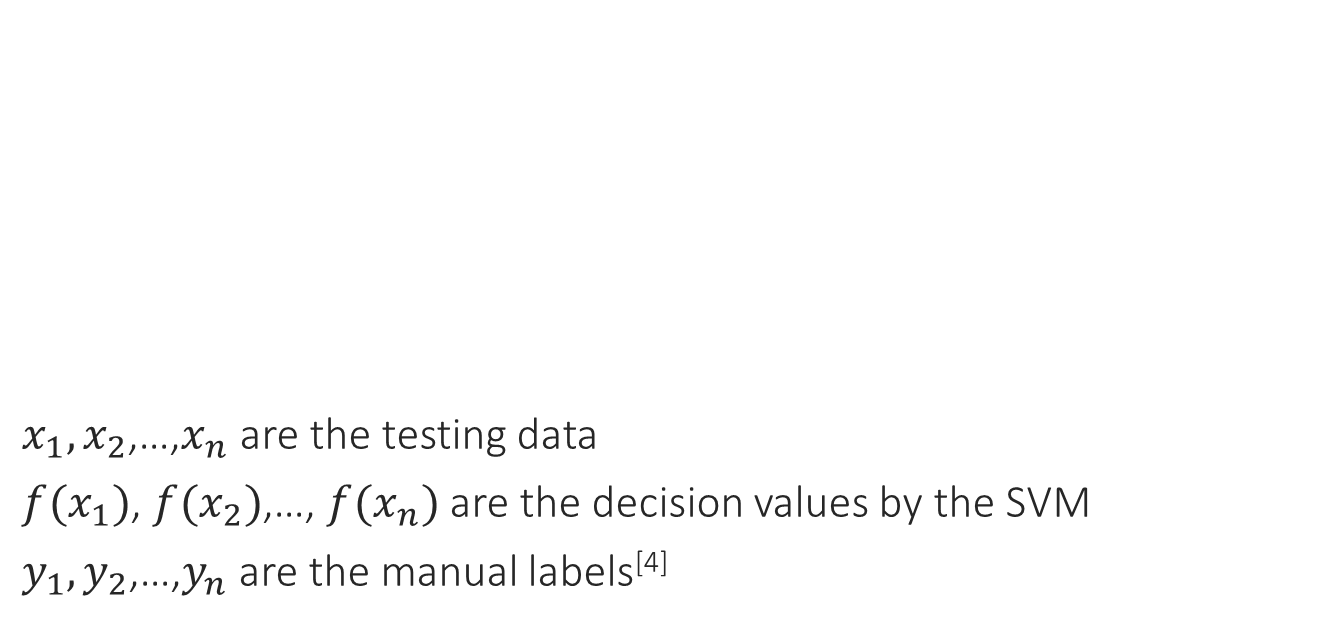 x₁, x₂,…,xₙ are the testing data
f(x₁), f(x₂),…, f(xₙ) are the decision values by the SVM
y₁, y₂,…,yₙ are the manual labels[4]